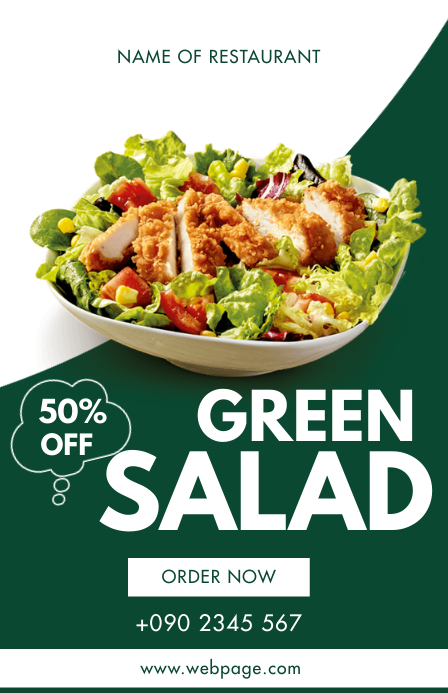 NAME OF RESTAURANT
50%
OFF
GREEN
SALAD
ORDER NOW
+090 2345 567
www.webpage.com